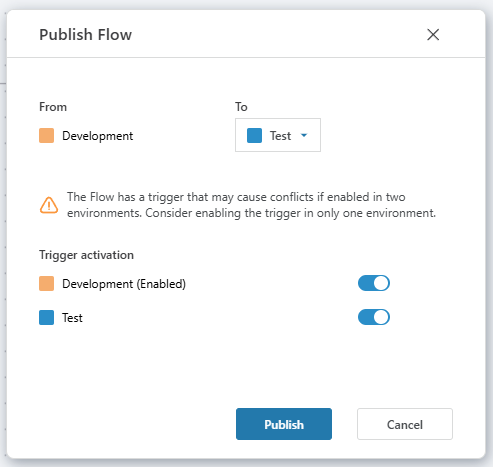 Publish Flow
From
To
Development
Test
The Flow has a trigger that may cause conflicts if enabled in two
environments. Consider enabling the trigger in only one environment.
Trigger activation
Development (Enabled)
Test
Publish
Cancel